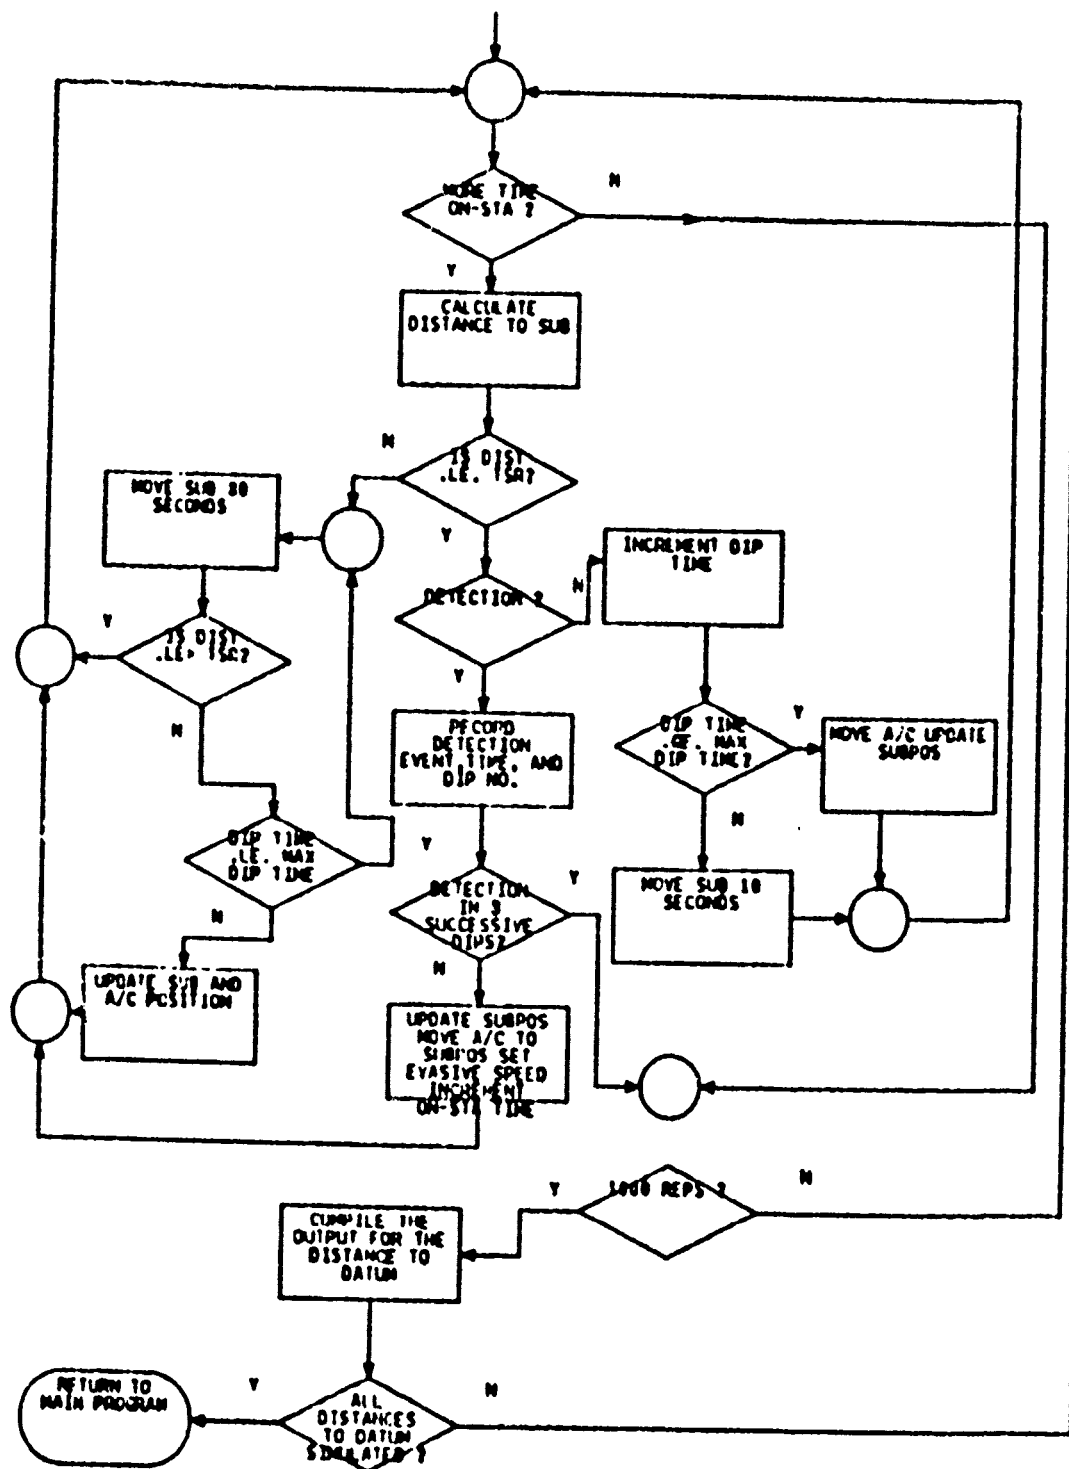 MORE TIME
ON-STA ?
N
Y
CALCULATE
DISTANCE TO SUB
N
IS DIST
.LE. TSR?
Y
MOVE SUB
SECONDS
INCREMENT DIP
TIME
DETECTION ?
N
Y
IS DIST
.LE. TSR?
N
Y
RECORD
DETECTION
EVENT TIME, AND
DIP NO.
DIP TIME
.GE. MAX
DIP TIME?
Y
MOVE A/C UPDATE
SUBPOS
N
DIP TIME
.LE. MAX
DIP TIME
Y
N
DETECTION
IN 3
SUCCESSIVE
DIPS?
Y
N
MOVE SUB 10
SECONDS
UPDATE SUB AND
A/C POSITION
UPDATE SUBPOS
MOVE A/C TO
SUBPOS SET
EVASIVE SPEED
INCREMENT
ON-STA TIME
1000 REPS ?
Y
N
COMPILE THE
OUTPUT FOR THE
DISTANCE TO
DATUM
RETURN TO
MAIN PROGRAM
Y
ALL
DISTANCES
TO DATUM
SIMULATED ?
N